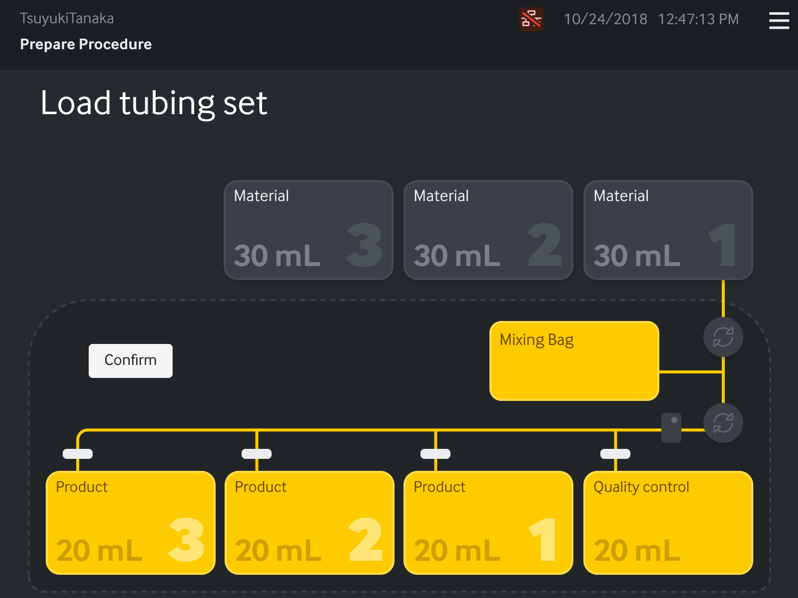 TsuyukiTanaka
10/24/2018 12:47:13 PM
Prepare Procedure
Load tubing set
Material
30 mL
3
Material
30 mL
2
Material
30 mL
1
Mixing Bag
Confirm
Product
20 mL
3
Product
20 mL
2
Product
20 mL
1
Quality control
20 mL